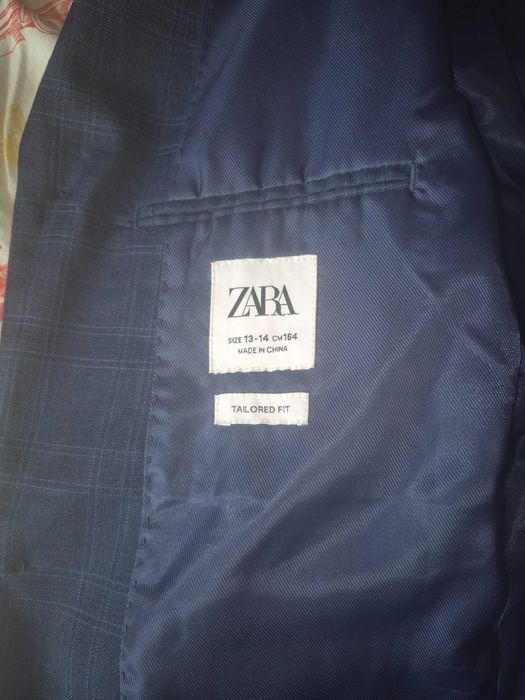 ZARA
SIZE 13-14 CM164
MADE IN CHINA
TAILORED FIT